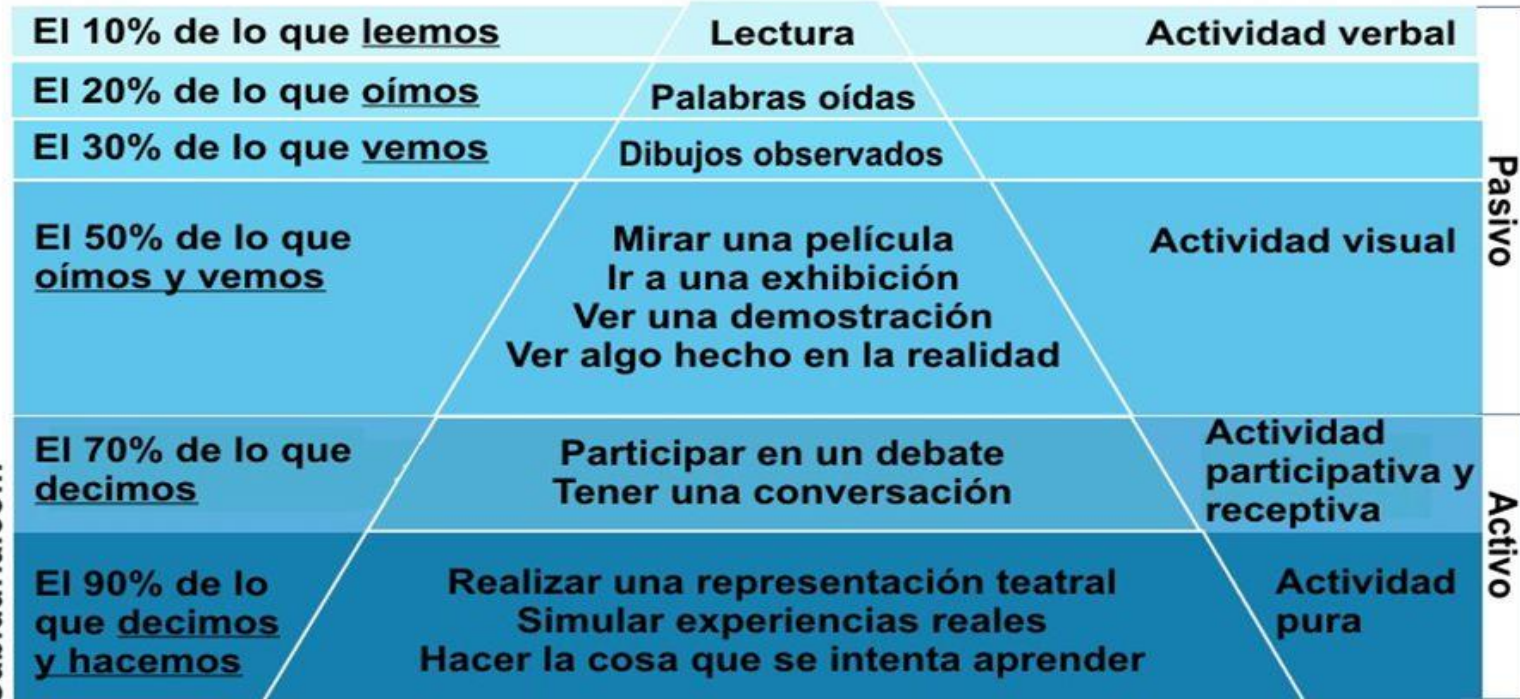 El 10% de lo que leemos
Lectura
Actividad verbal
El 20% de lo que oímos
Palabras oídas
El 30% de lo que vemos
Dibujos observados
Pasivo
El 50% de lo que
oímos y vemos
Mirar una película
Ir a una exhibición
Ver una demostración
Ver algo hecho en la realidad
Actividad visual
El 70% de lo que
decimos
Participar en un debate
Tener una conversación
Actividad
participativa y
receptiva
Activo
El 90% de lo
que decimos
y hacemos
Realizar una representación teatral
Simular experiencias reales
Hacer la cosa que se intenta aprender
Actividad
pura